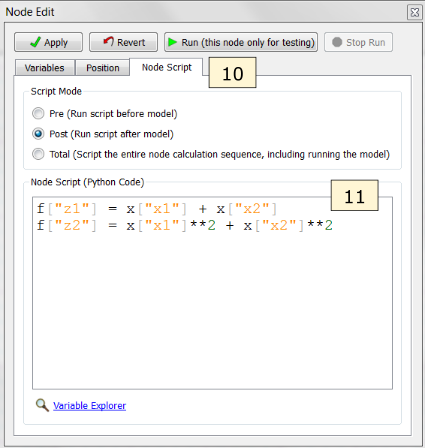 Node Edit
Apply Revert Run (this node only for testing) Stop Run
Variables Position Node Script 10
Script Mode
Pre (Run script before model)
Post (Run script after model)
Total (Script the entire node calculation sequence, including running the model)
Node Script (Python Code)
11
f["z1"] = x["x1"] + x["x2"]
f["z2"] = x["x1"]**2 + x["x2"]**2
Variable Explorer